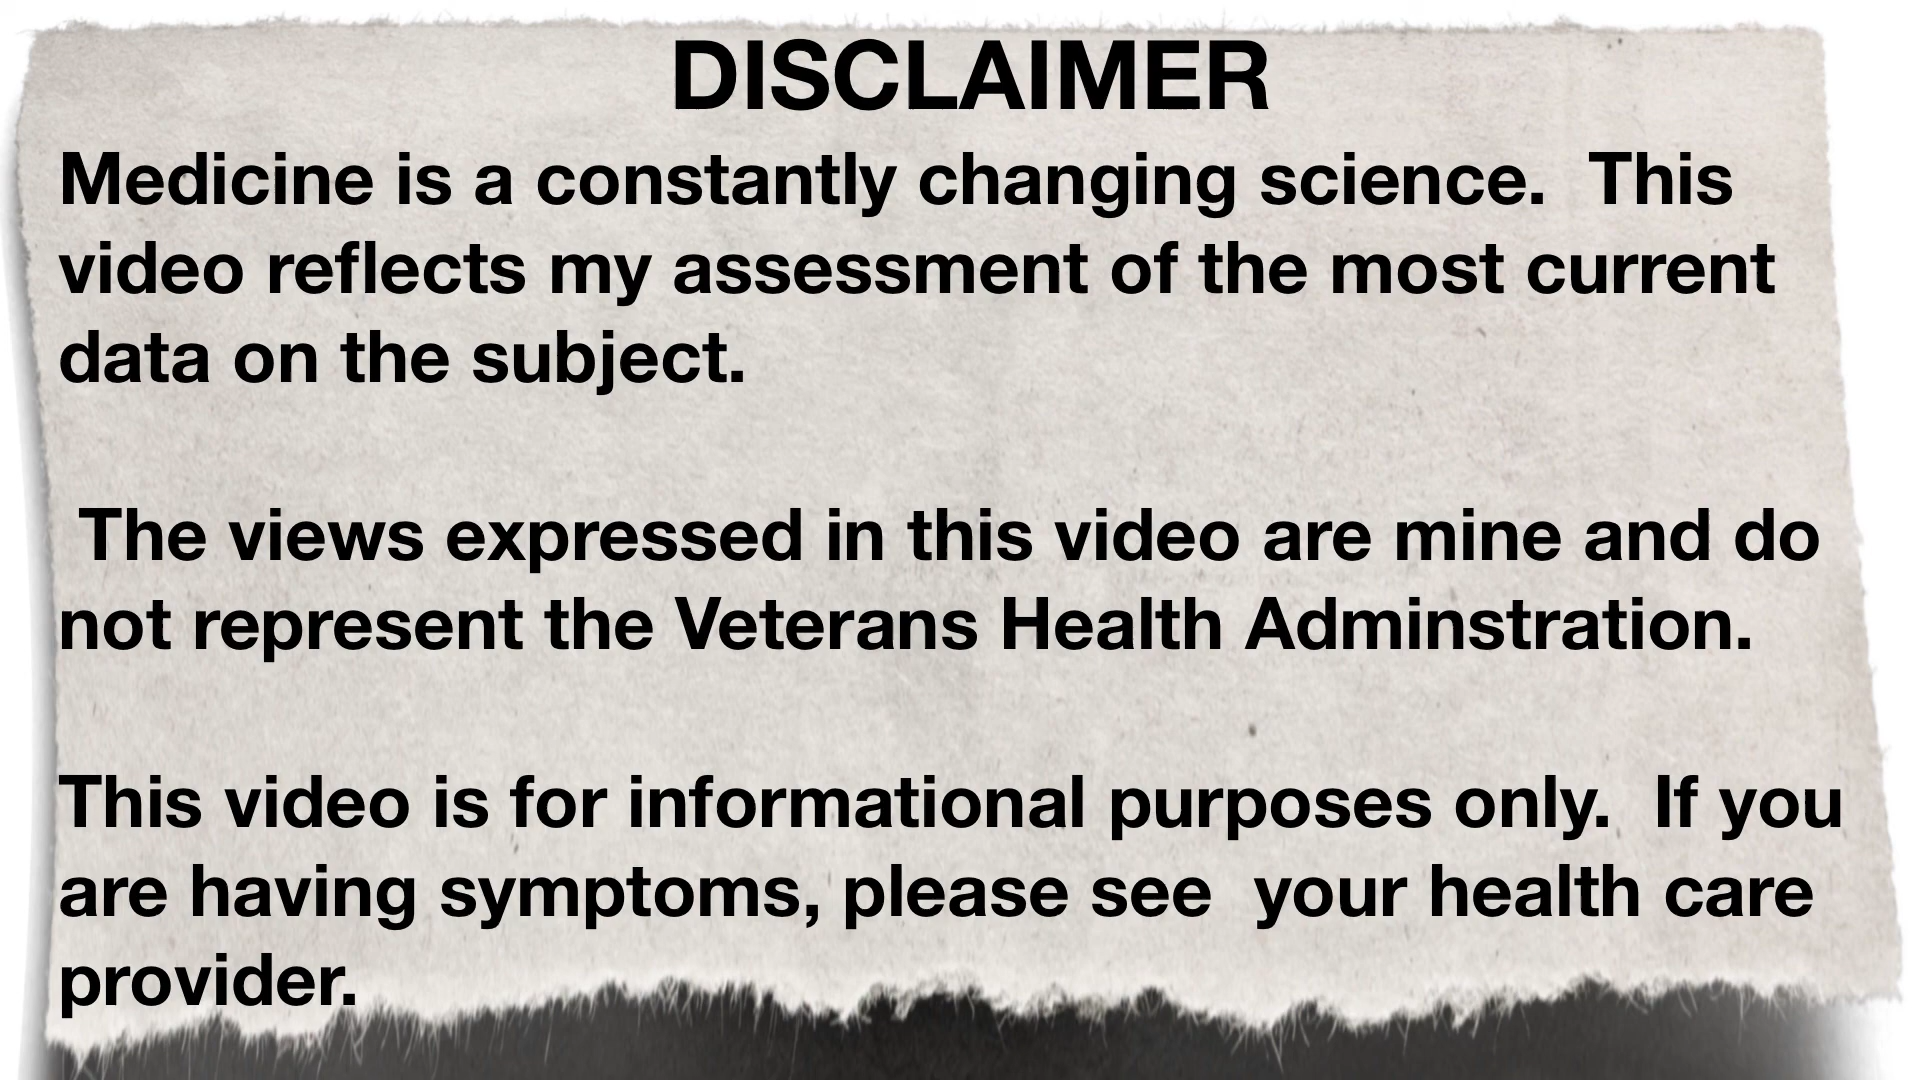 DISCLAIMER
Medicine is a constantly changing science.  This
video reflects my assessment of the most current
data on the subject.
The views expressed in this video are mine and do
not represent the Veterans Health Adminstration.
This video is for informational purposes only.  If you
are having symptoms, please see  your health care
provider.